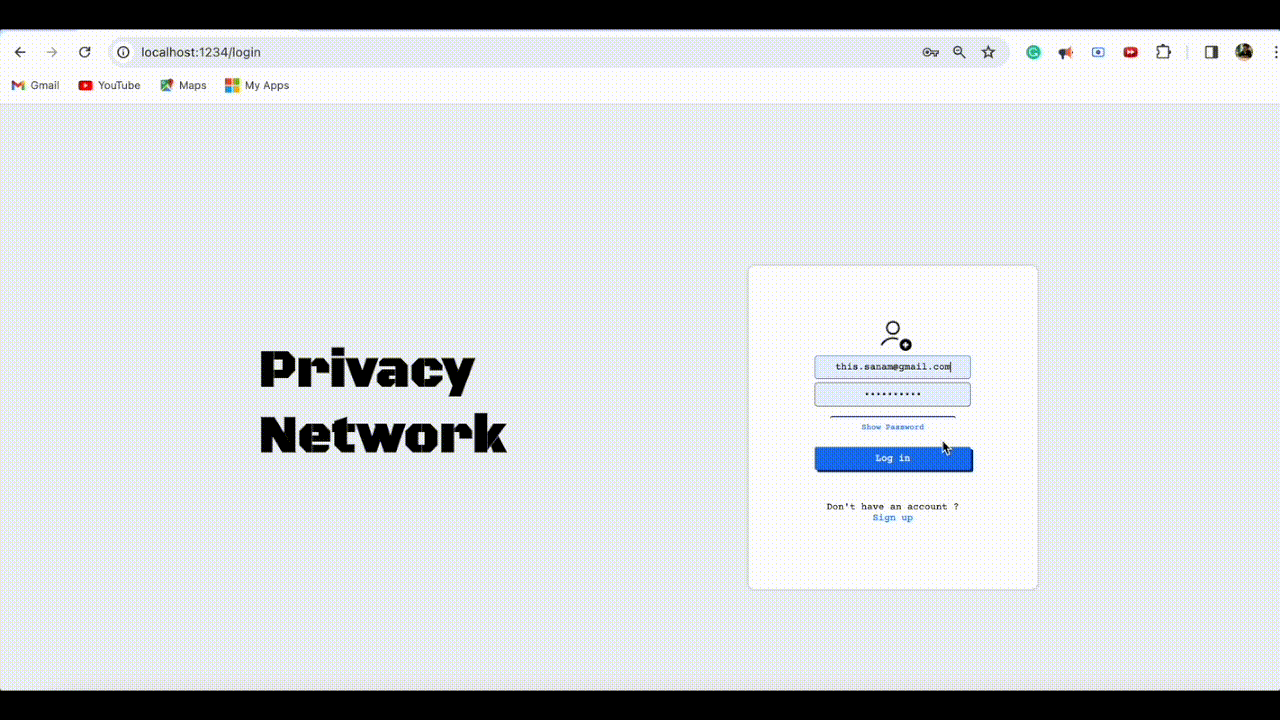 localhost:1234/login
Gmail YouTube Maps My Apps
Privacy
Network
this.sanam@gmail.com
••••••••••
Show Password
Log in
Don't have an account ?
Sign up